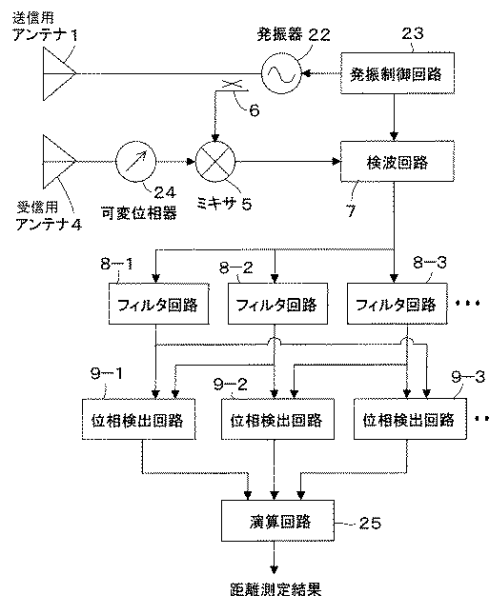 送信用
アンテナ1
発振器 22
23
発振制御回路
6
受信用
アンテナ4
24
可変位相器
ミキサ 5
検波回路
7
8-1
8-2
8-3
フィルタ回路
フィルタ回路
フィルタ回路
•••
9-1
9-2
9-3
位相検出回路
位相検出回路
位相検出回路
••
演算回路
25
距離測定結果